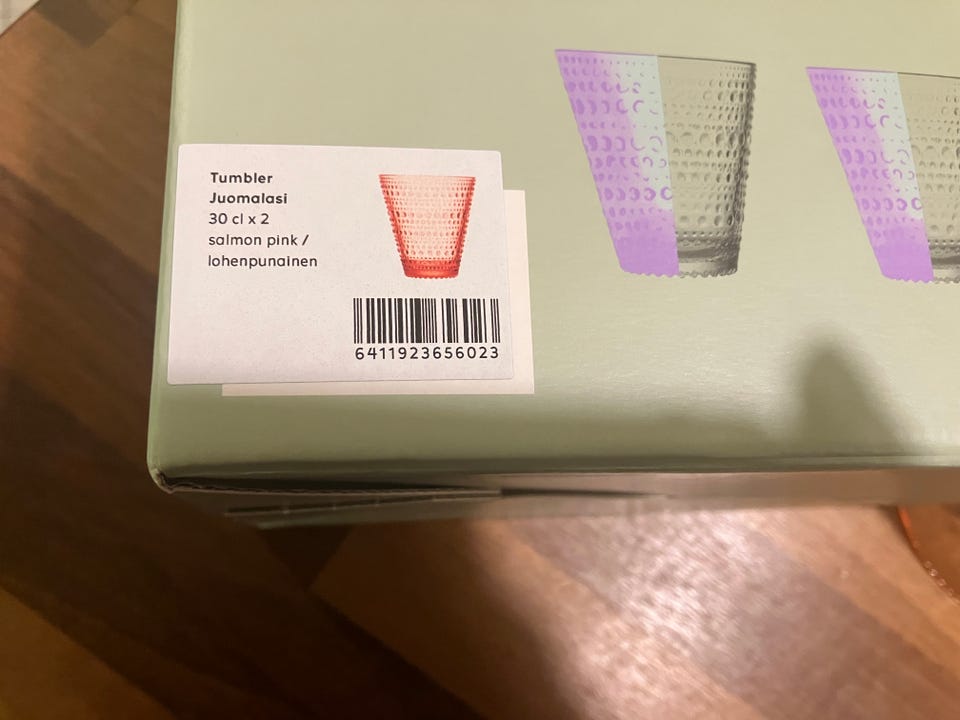 Tumbler
Juomalasi
30 cl x 2
salmon pink /
lohenpunainen
6411923656023